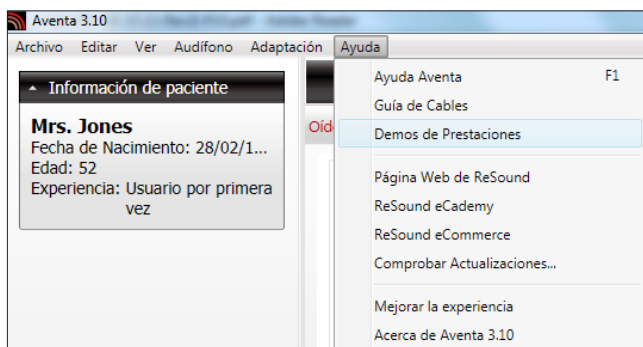 Aventa 3.10
Archivo Editar Ver Audífono Adaptación Ayuda
Información de paciente
Mrs. Jones
Fecha de Nacimiento: 28/02/1...
Edad: 52
Experiencia: Usuario por primera
vez
Oíd
Ayuda Aventa F1
Guía de Cables
Demos de Prestaciones
Página Web de ReSound
ReSound eCademy
ReSound eCommerce
Comprobar Actualizaciones...
Mejorar la experiencia
Acerca de Aventa 3.10